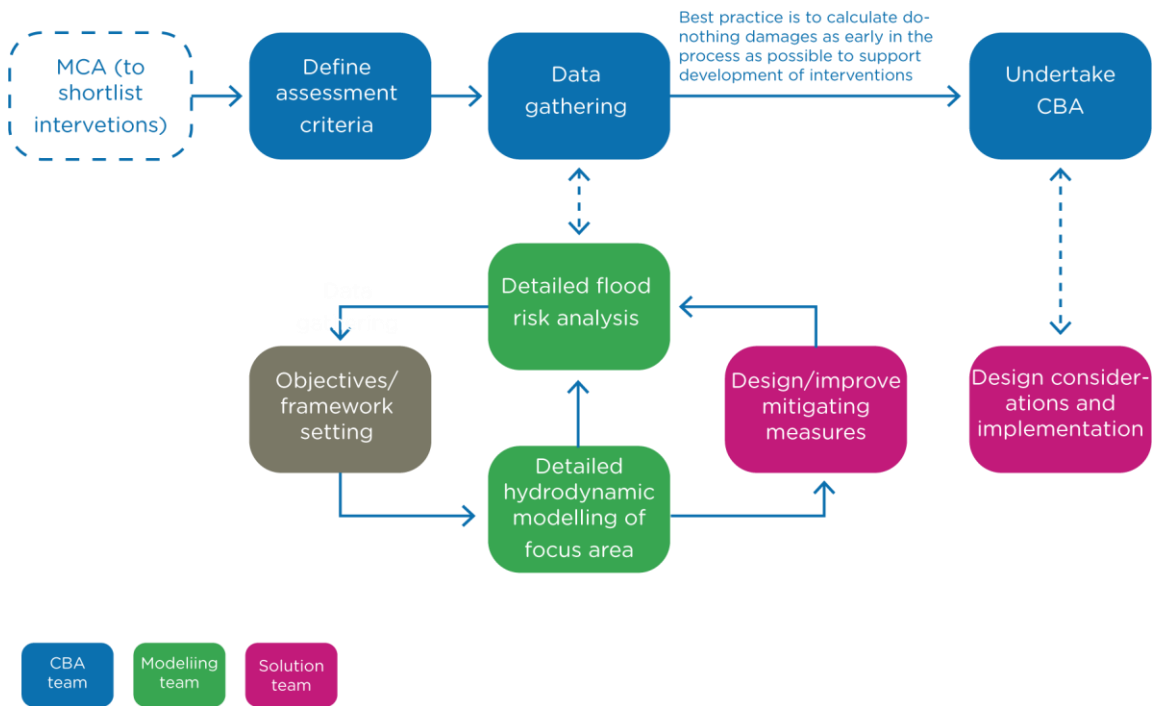 Best practice is to calculate do-
nothing damages as early in the
process as possible to support
development of interventions
MCA (to
shortlist
intervetions)
Define
assessment
criteria
Data
gathering
Undertake
CBA
Detailed flood
risk analysis
Objectives/
framework
setting
Design/improve
mitigating
measures
Design consider-
ations and
implementation
Detailed
hydrodynamic
modelling of
focus area
CBA
team
Modeliing
team
Solution
team